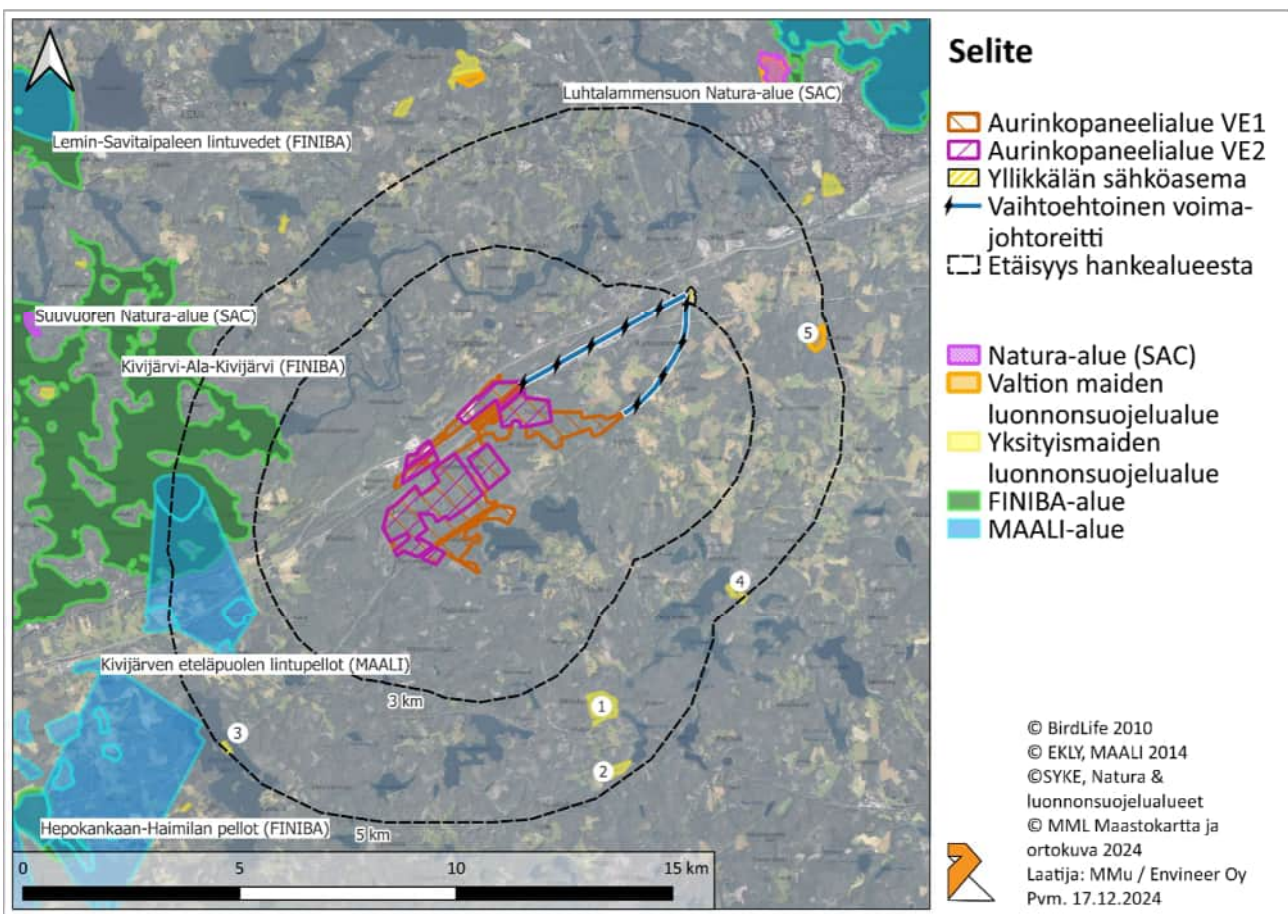 Luhtalammensuon Natura-alue (SAC)
Lemin-Savitaipaleen lintuvedet (FINIBA)
Suuvuoren Natura-alue (SAC)
5
Kivijärvi-Ala-Kivijärvi (FINIBA)
4
Kivijärven eteläpuolen lintupellot (MAALI)
3 km
1
3
2
Hepokankaan-Haimilan pellot (FINIBA)
5 km
0 5 10 15 km
Selite
Aurinkopaneelialue VE1
Aurinkopaneelialue VE2
Yllikkälän sähköasema
Vaihtoehtoinen voima-
johtoreitti
Etäisyys hankealueesta
Natura-alue (SAC)
Valtion maiden
luonnonsuojelualue
Yksityismaiden
luonnonsuojelualue
FINIBA-alue
MAALI-alue
© BirdLife 2010
© EKLY, MAALI 2014
©SYKE, Natura &
luonnonsuojelualueet
© MML Maastokartta ja
ortokuva 2024
Laatija: MMu / Envineer Oy
Pvm. 17.12.2024